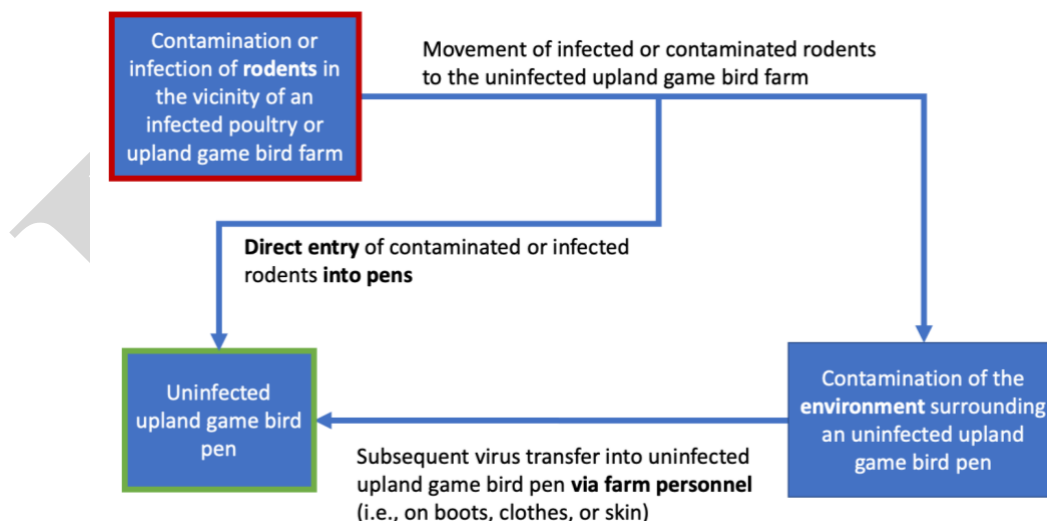 Contamination or
infection of rodents in
the vicinity of an
infected poultry or
upland game bird farm
Movement of infected or contaminated rodents
to the uninfected upland game bird farm
Direct entry of contaminated or infected
rodents into pens
Uninfected
upland game bird
pen
Contamination of the
environment surrounding
an uninfected upland
game bird pen
Subsequent virus transfer into uninfected
upland game bird pen via farm personnel
(i.e., on boots, clothes, or skin)